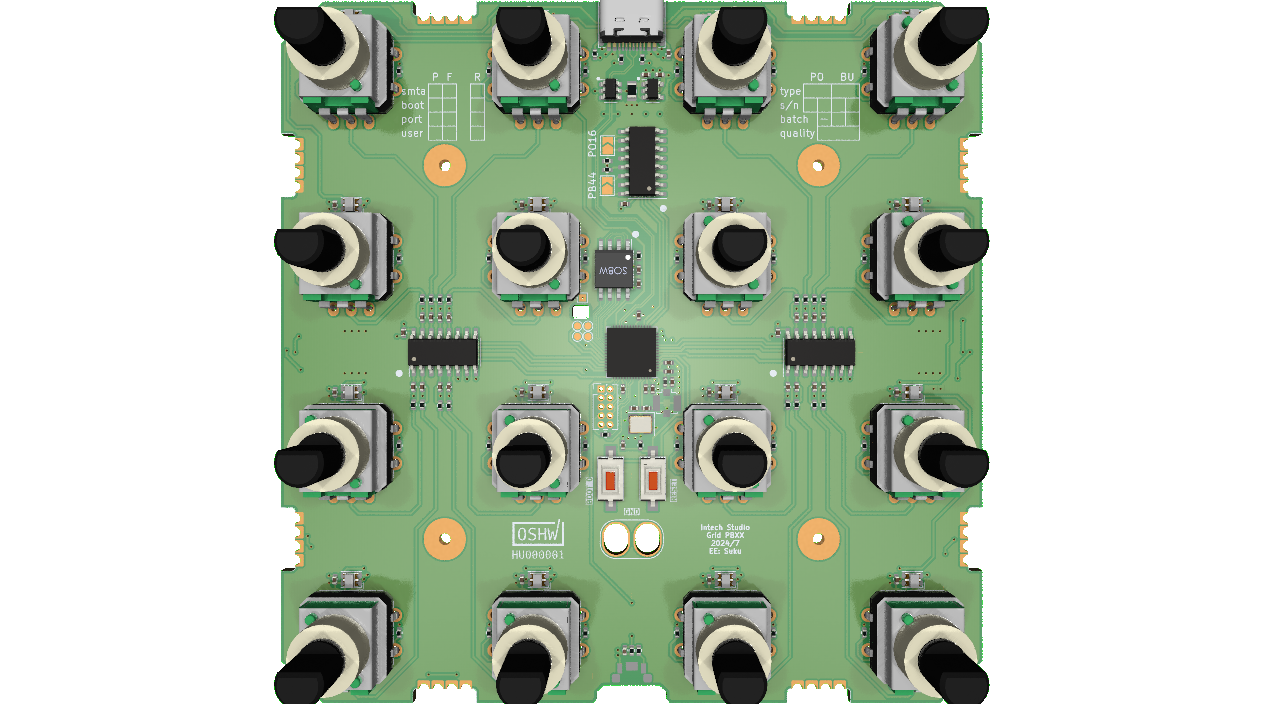 P F R
smta
boot
port
user
PO BU
type
s/n
batch
quality
PO16
PB44
SOBW
GND
OSHW
HU000001
Intech Studio
Grid PBXX
2024/7
EE: Suku